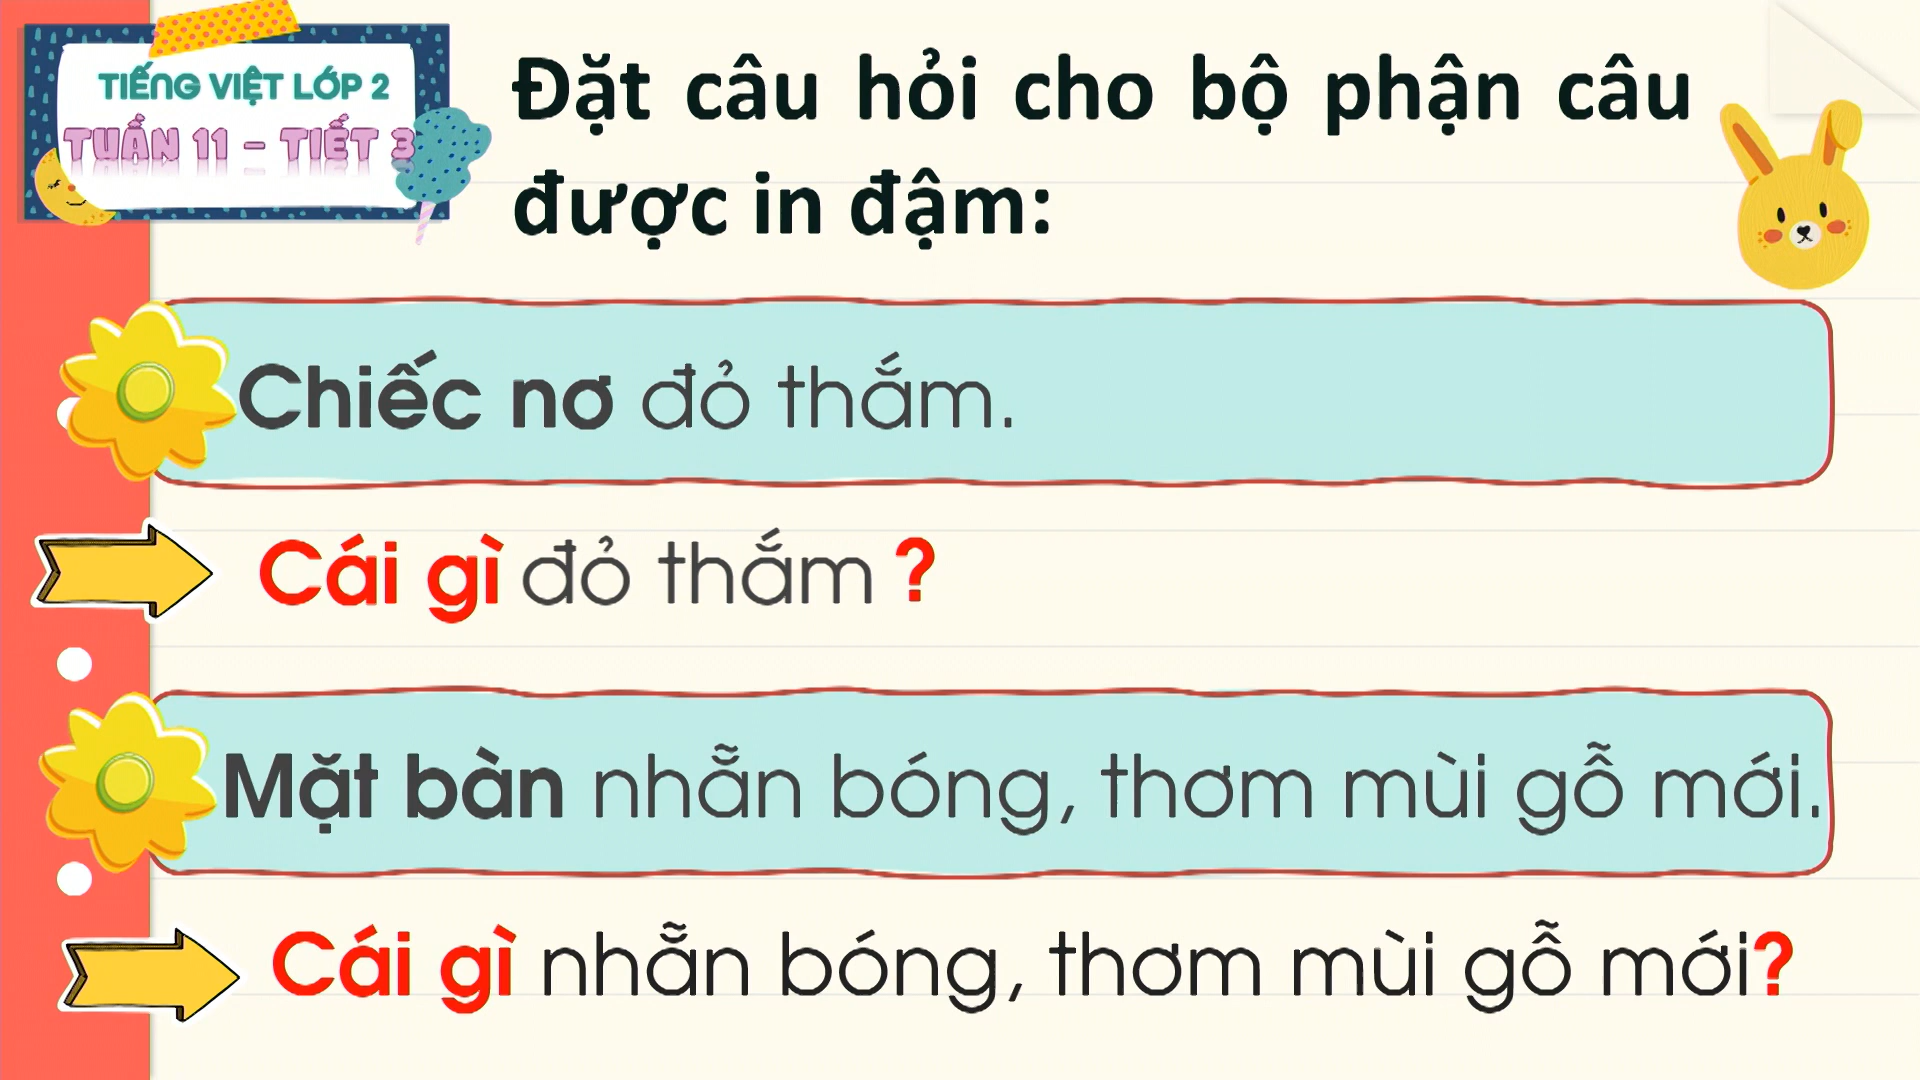 TIẾNG VIỆT LỚP 2
TUẦN 11 - TIẾT 3
Đặt câu hỏi cho bộ phận câu
được in đậm:
Chiếc nơ đỏ thắm.
Cái gì đỏ thắm ?
Mặt bàn nhẵn bóng, thơm mùi gỗ mới.
Cái gì nhẵn bóng, thơm mùi gỗ mới?